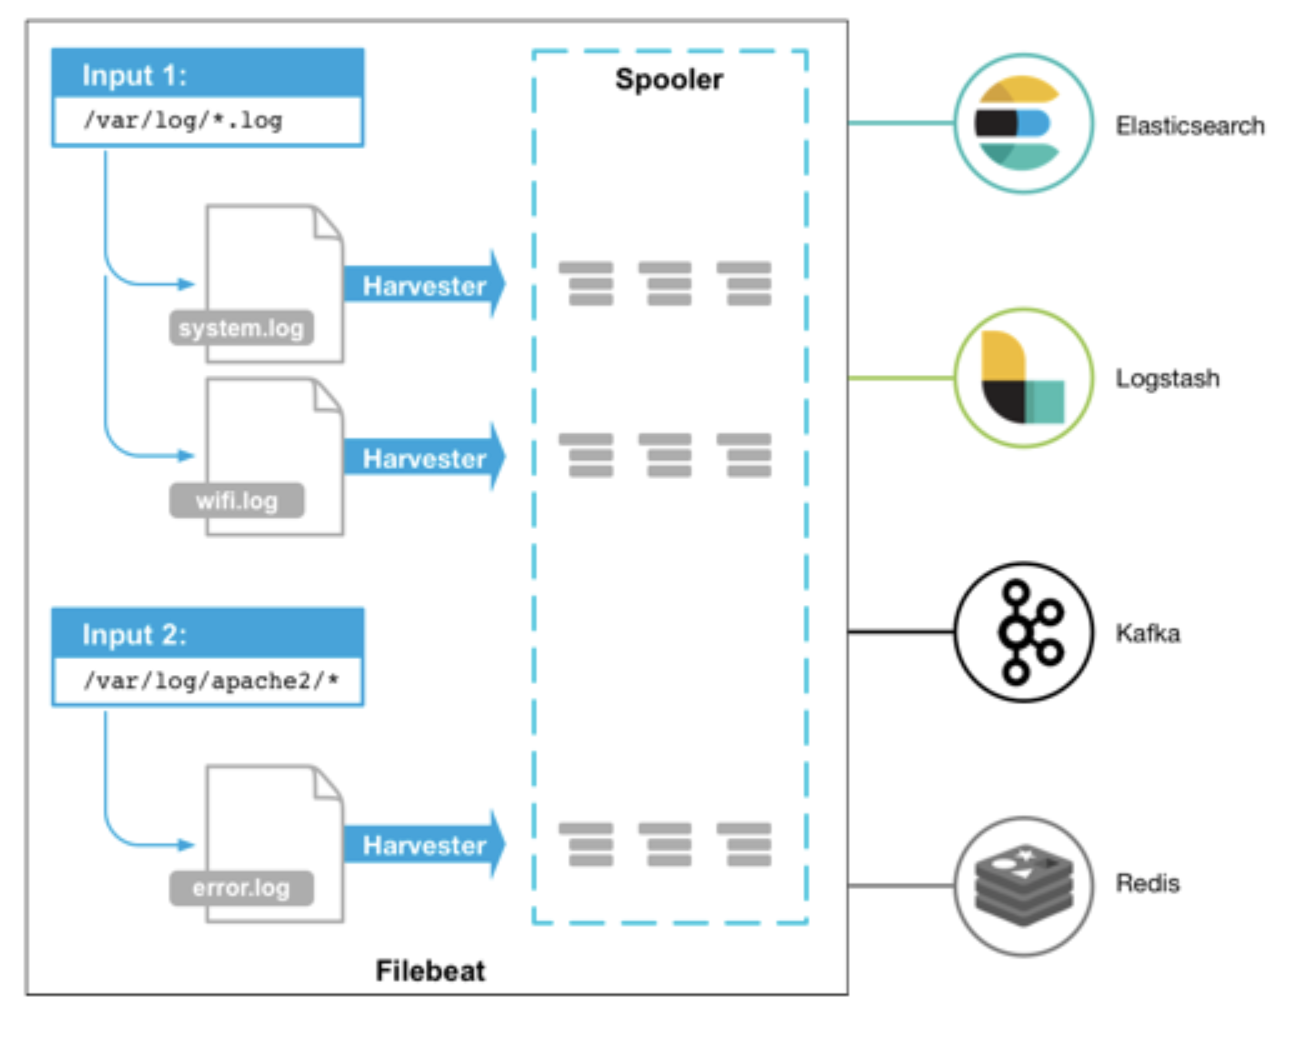 Input 1:
/var/log/*.log
system.log
Harvester
wifi.log
Harvester
Input 2:
/var/log/apache2/*
error.log
Harvester
Spooler
Filebeat
Elasticsearch
Logstash
Kafka
Redis